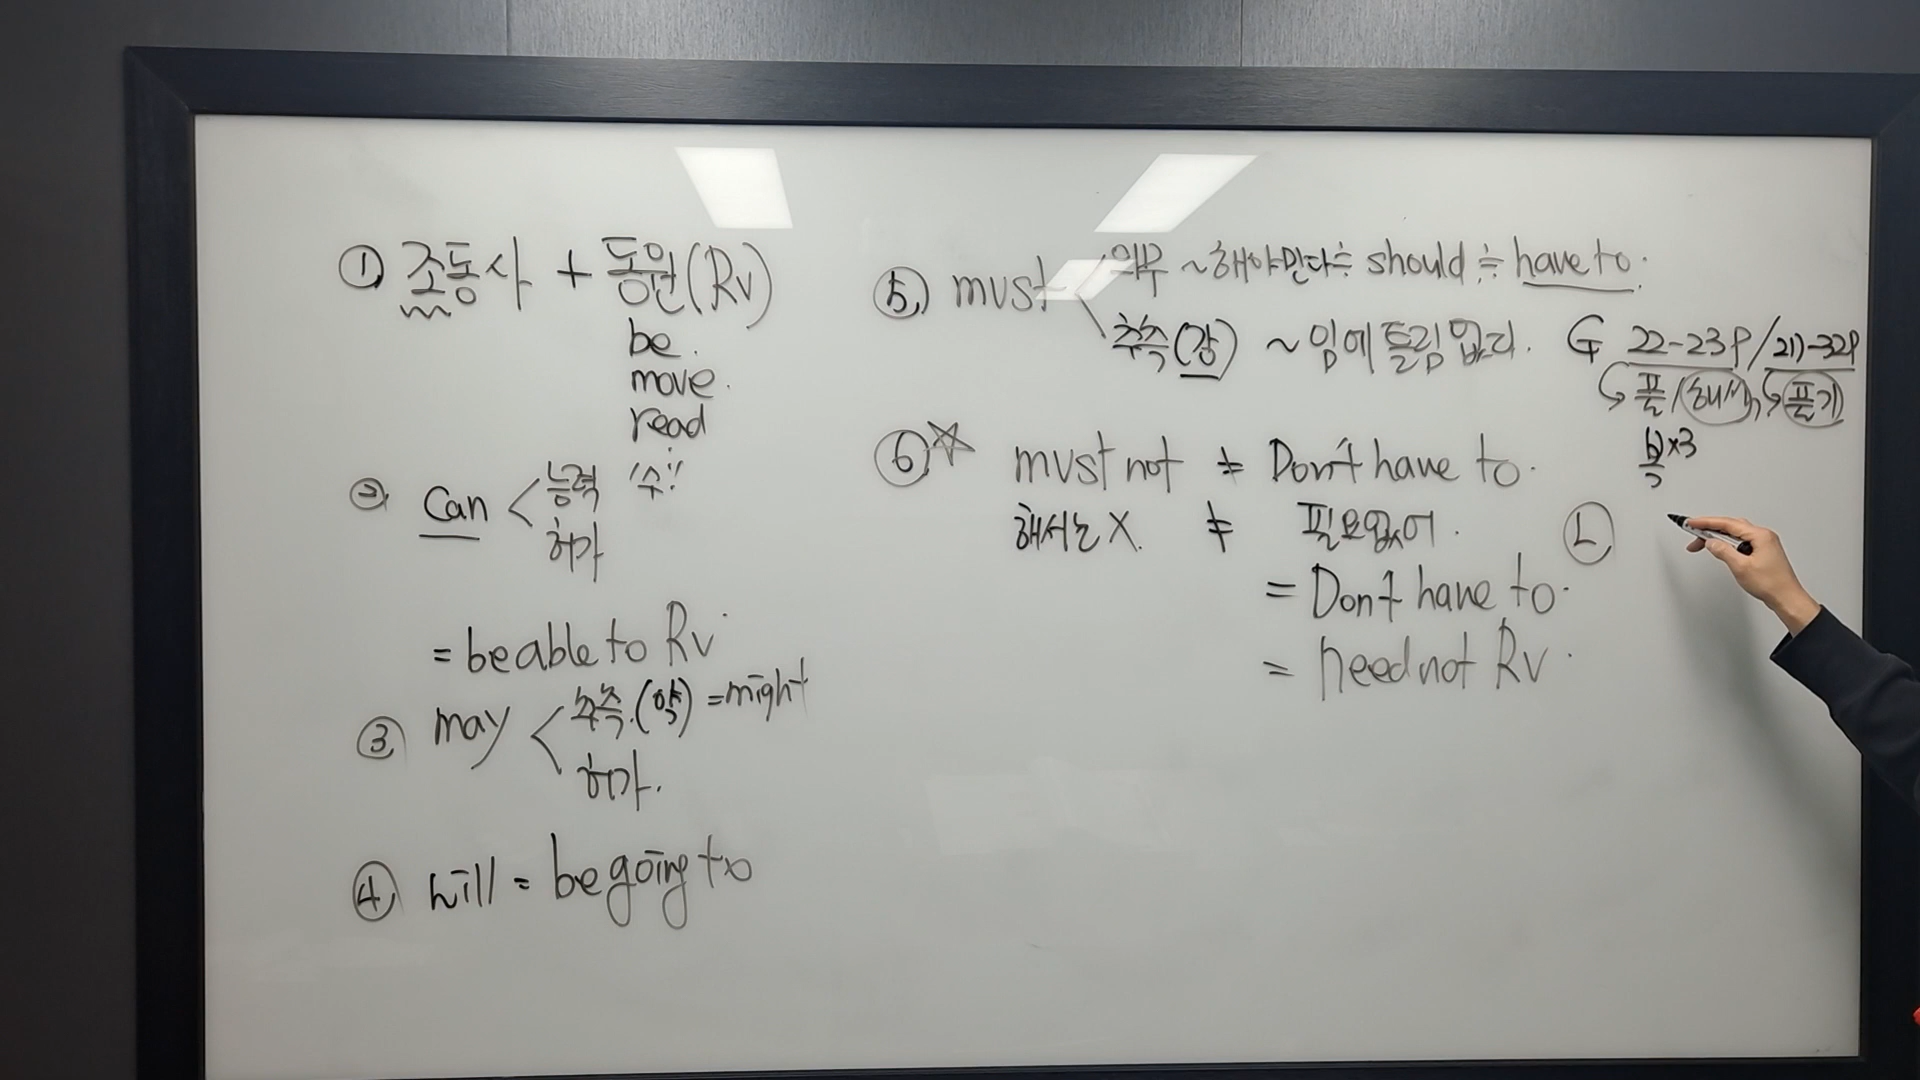 ① 조동사 + 동원(Rv)
be.
move.
read
② Can < 능력 '수!!
허가
= be able to Rv.
③ may < 추측.(약) = might
허가.
④ will = be going to
⑤ must < 의무 ~해야만다 ≒ should ≒ have to.
추측(강) ~임에 틀림없다.
G 22-23P/
풀/해석, 풀기
복×3
⑥☆ must not ≠ Don't have to.
해서는 X. ≠ 필요없어.
= Don't have to.
= need not Rv.
Ⓛ